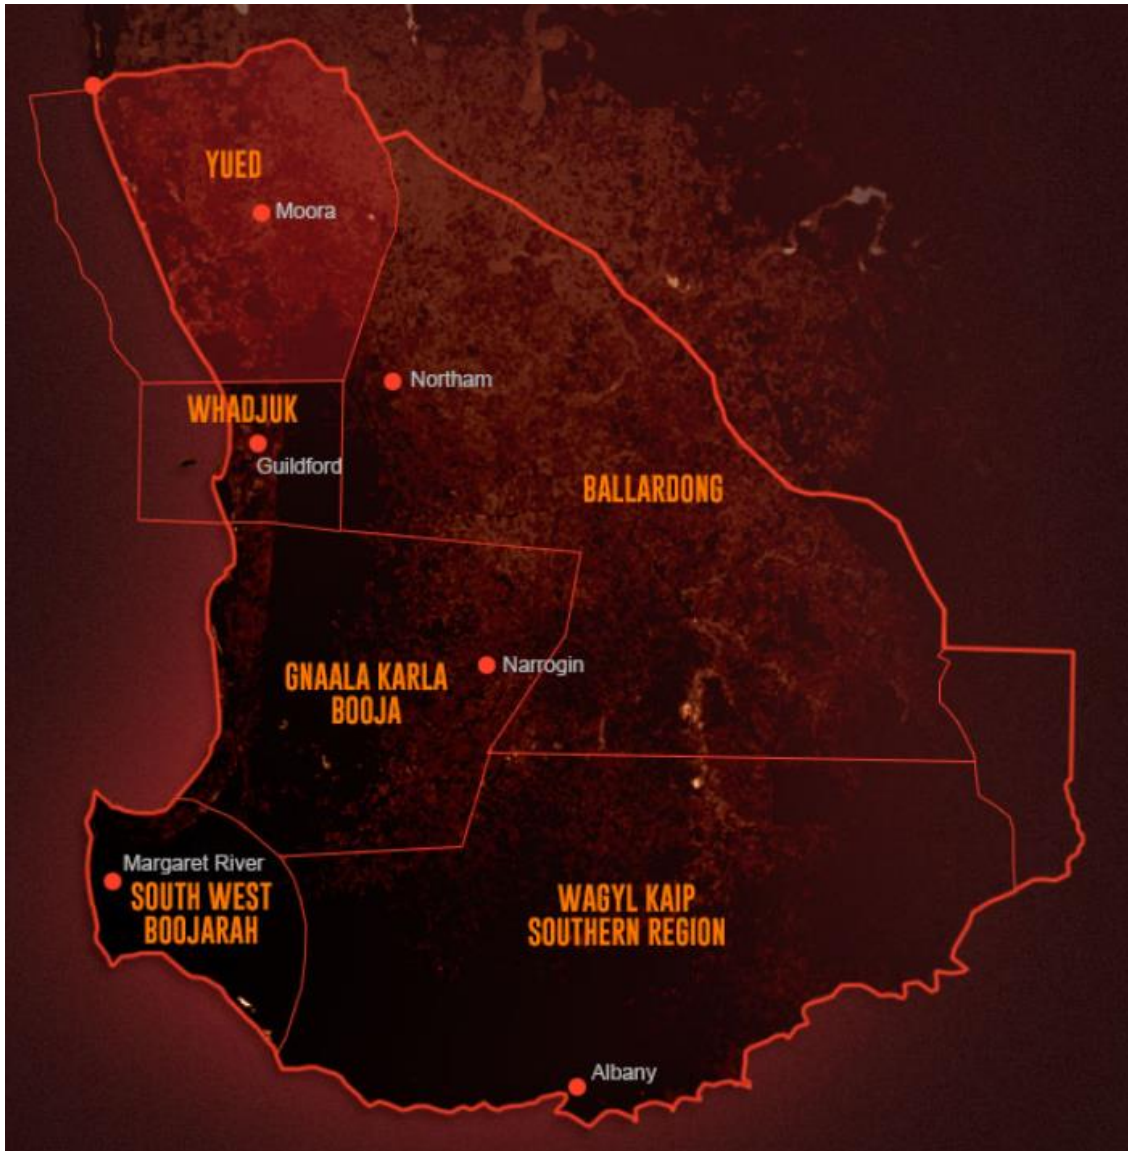 YUED
Moora
Northam
WHADJUK
Guildford
BALLARDONG
Narrogin
GNAALA KARLA
BOOJA
Margaret River
SOUTH WEST
BOOJARAH
WAGYL KAIP
SOUTHERN REGION
Albany